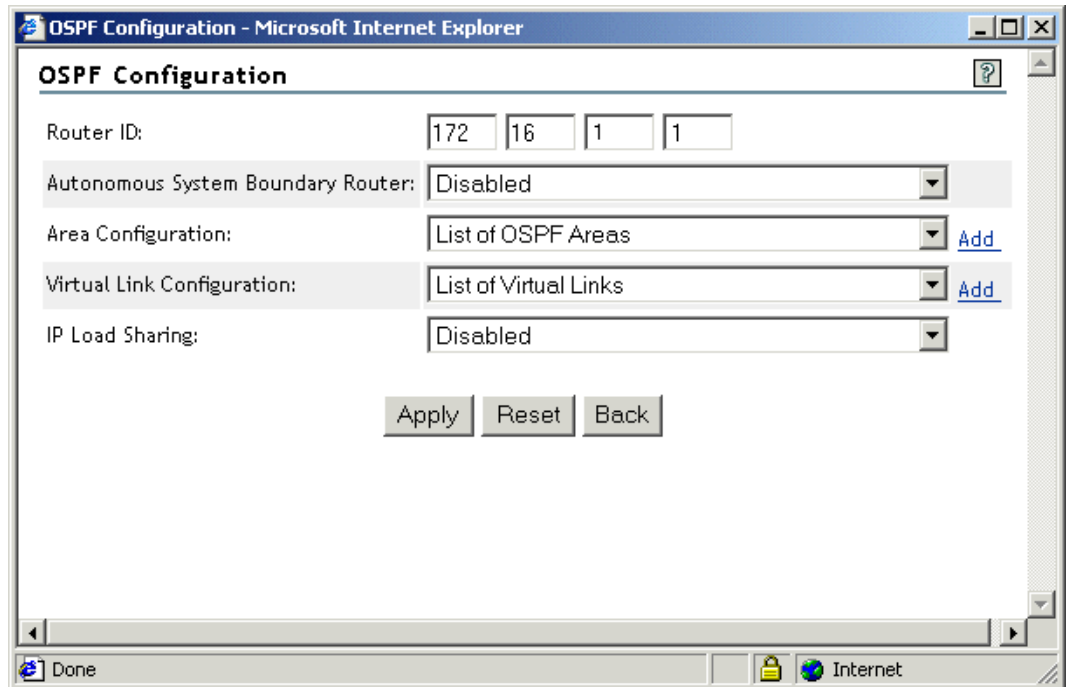 OSPF Configuration - Microsoft Internet Explorer
OSPF Configuration
?
Router ID: 172 16 1 1
Autonomous System Boundary Router: Disabled
Area Configuration: List of OSPF Areas Add
Virtual Link Configuration: List of Virtual Links Add
IP Load Sharing: Disabled
Apply Reset Back
Done Internet